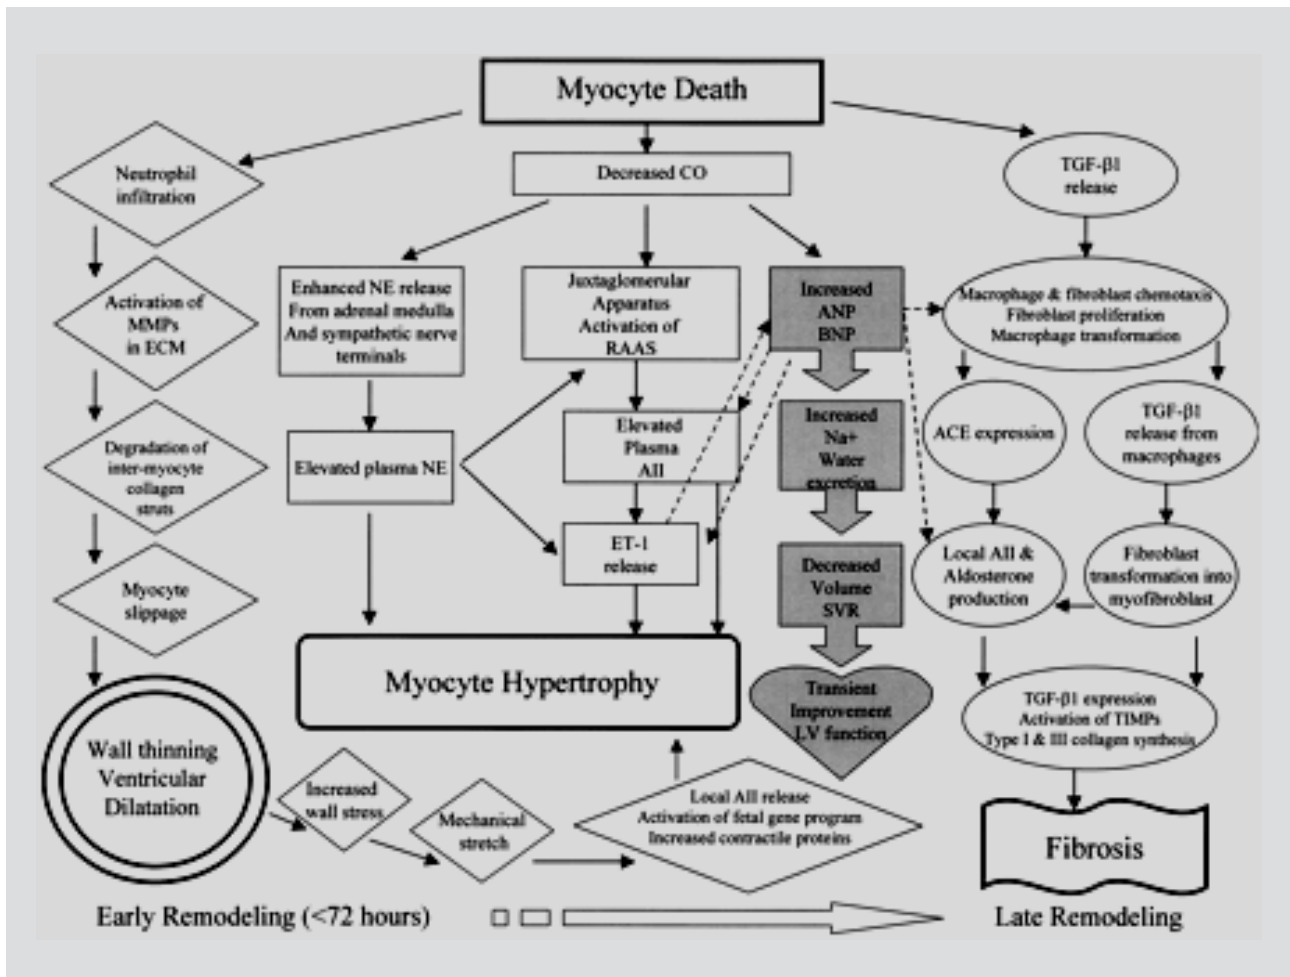 Myocyte Death
Neutrophil
infiltration
Decreased CO
TGF-β1
release
Activation of
MMPs
in ECM
Enhanced NE release
From adrenal medulla
And sympathetic nerve
terminals
Juxtaglomerular
Apparatus
Activation of
RAAS
Increased
ANP
BNP
Macrophage & fibroblast chemotaxis
Fibroblast proliferation
Macrophage transformation
Degradation of
inter-myocyte
collagen
struts
Elevated plasma NE
Elevated
Plasma
AII
Increased
Na+
Water
excretion
ACE expression
TGF-β1
release from
macrophages
Myocyte
slippage
ET-1
release
Decreased
Volume
SVR
Local AII &
Aldosterone
production
Fibroblast
transformation into
myofibroblast
Myocyte Hypertrophy
Transient
Improvement
LV function
TGF-β1 expression
Activation of TIMPs
Type I & III collagen synthesis
Wall thinning
Ventricular
Dilatation
Increased
wall stress
Mechanical
stretch
Local AII release
Activation of fetal gene program
Increased contractile proteins
Fibrosis
Early Remodeling (<72 hours)
Late Remodeling